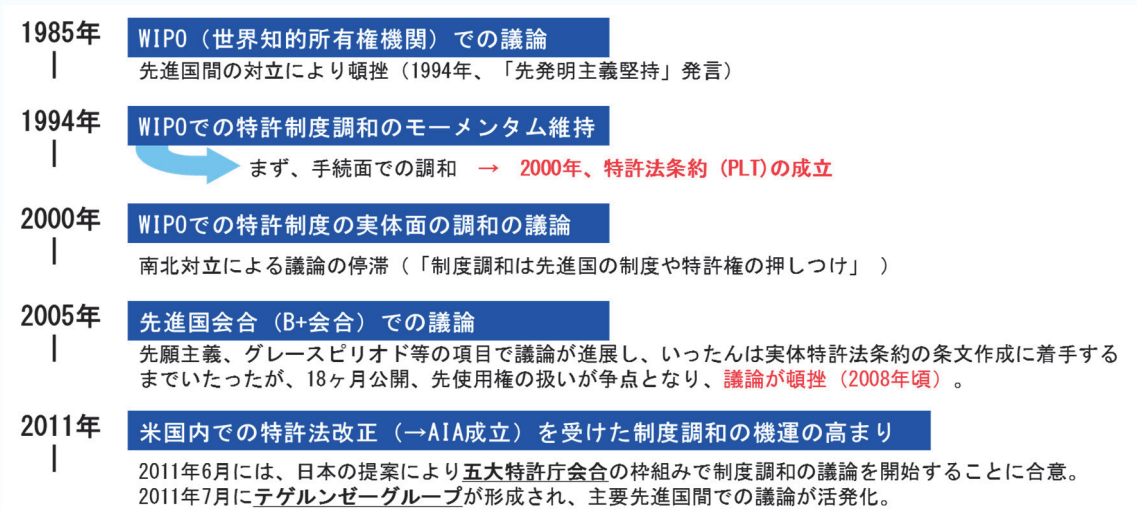 1985年
WIPO（世界知的所有権機関）での議論
先進国間の対立により頓挫（1994年、「先発明主義堅持」発言）
1994年
WIPOでの特許制度調和のモーメンタム維持
まず、手続面での調和 → 2000年、特許法条約（PLT)の成立
2000年
WIPOでの特許制度の実体面の調和の議論
南北対立による議論の停滞（「制度調和は先進国の制度や特許権の押しつけ」 ）
2005年
先進国会合（B+会合）での議論
先願主義、グレースピリオド等の項目で議論が進展し、いったんは実体特許法条約の条文作成に着手する
までいたったが、18ヶ月公開、先使用権の扱いが争点となり、議論が頓挫（2008年頃）。
2011年
米国内での特許法改正（→AIA成立）を受けた制度調和の機運の高まり
2011年6月には、日本の提案により五大特許庁会合の枠組みで制度調和の議論を開始することに合意。
2011年7月にテゲルンゼーグループが形成され、主要先進国間での議論が活発化。